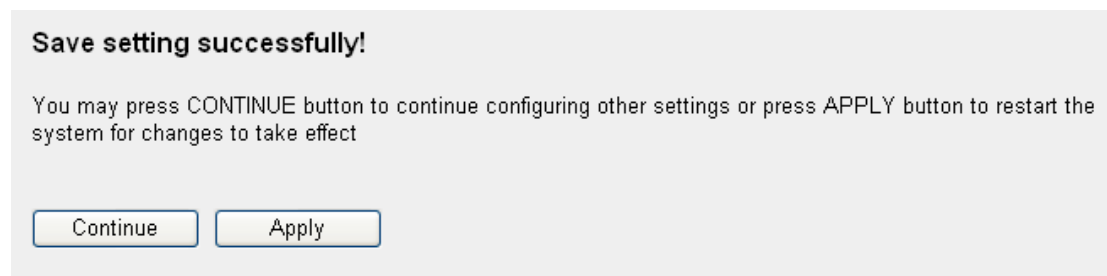 Save setting successfully!
You may press CONTINUE button to continue configuring other settings or press APPLY button to restart the
system for changes to take effect
Continue
Apply